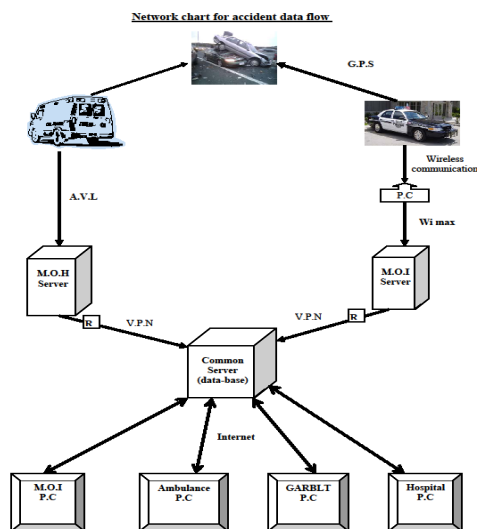 Network chart for accident data flow
G.P.S
Wireless
communication
A.V.L
P.C
Wi max
M.O.H
Server
M.O.I
Server
R
V.P.N
V.P.N
R
Common
Server
(data-base)
Internet
M.O.I
P.C
Ambulance
P.C
GARBLT
P.C
Hospital
P.C